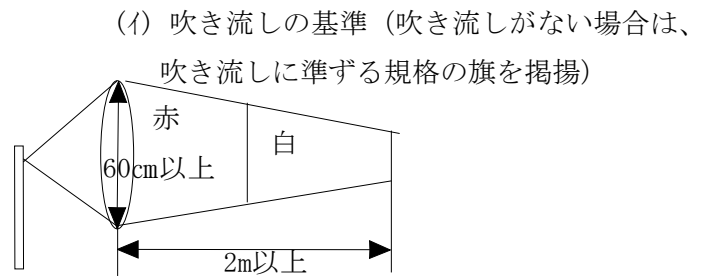 (ｲ) 吹き流しの基準（吹き流しがない場合は、
吹き流しに準ずる規格の旗を掲揚）
赤
白
60cm以上
2m以上